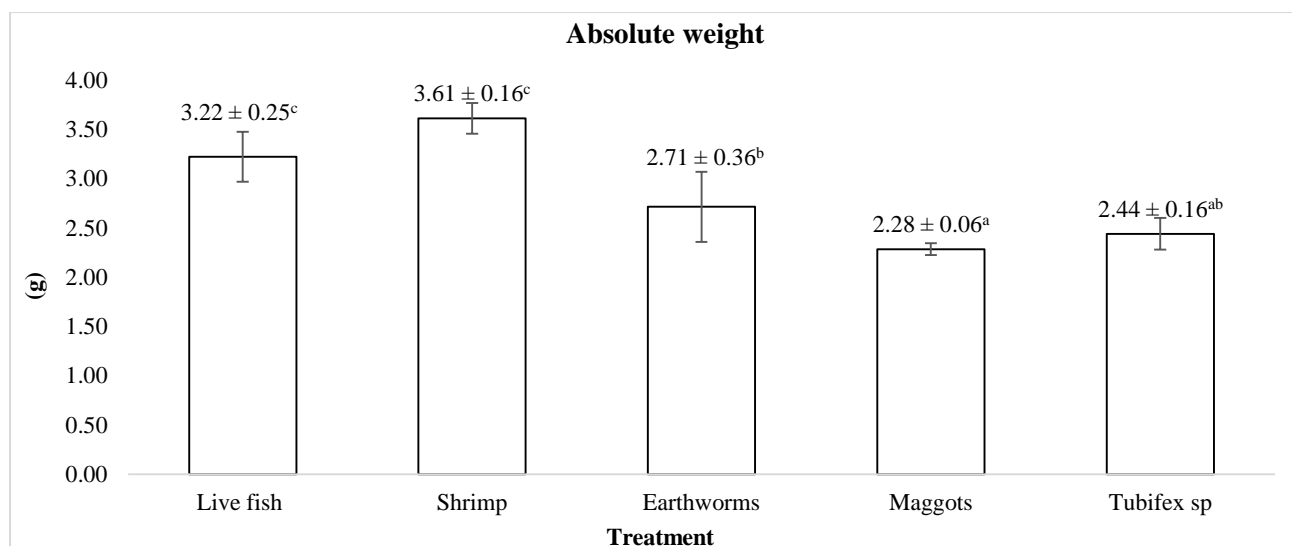 Absolute weight
4.00
3.50
3.00
2.50
2.00
1.50
1.00
0.50
0.00
(g)
3.22 ± 0.25ᶜ
3.61 ± 0.16ᶜ
2.71 ± 0.36ᵇ
2.28 ± 0.06ᵃ
2.44 ± 0.16ᵃᵇ
Live fish
Shrimp
Earthworms
Maggots
Tubifex sp
Treatment